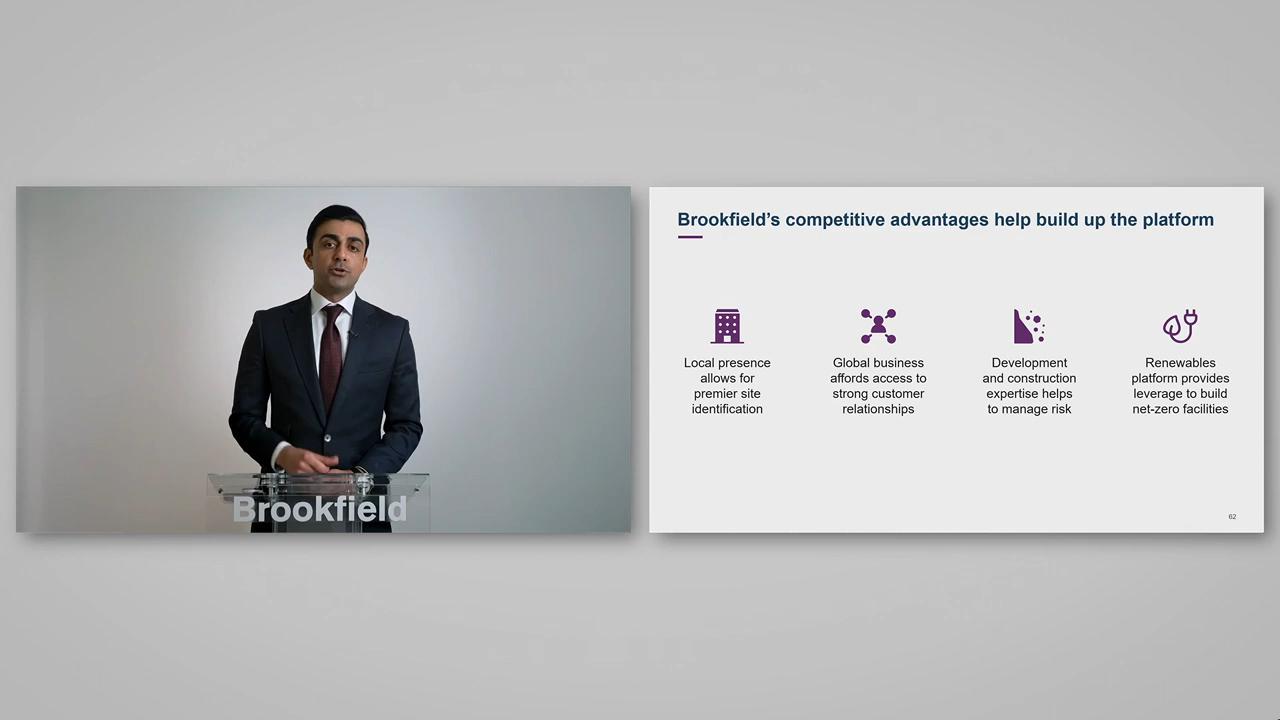 Brookfield
Brookfield’s competitive advantages help build up the platform
Local presence
allows for
premier site
identification
Global business
affords access to
strong customer
relationships
Development
and construction
expertise helps
to manage risk
Renewables
platform provides
leverage to build
net-zero facilities
62